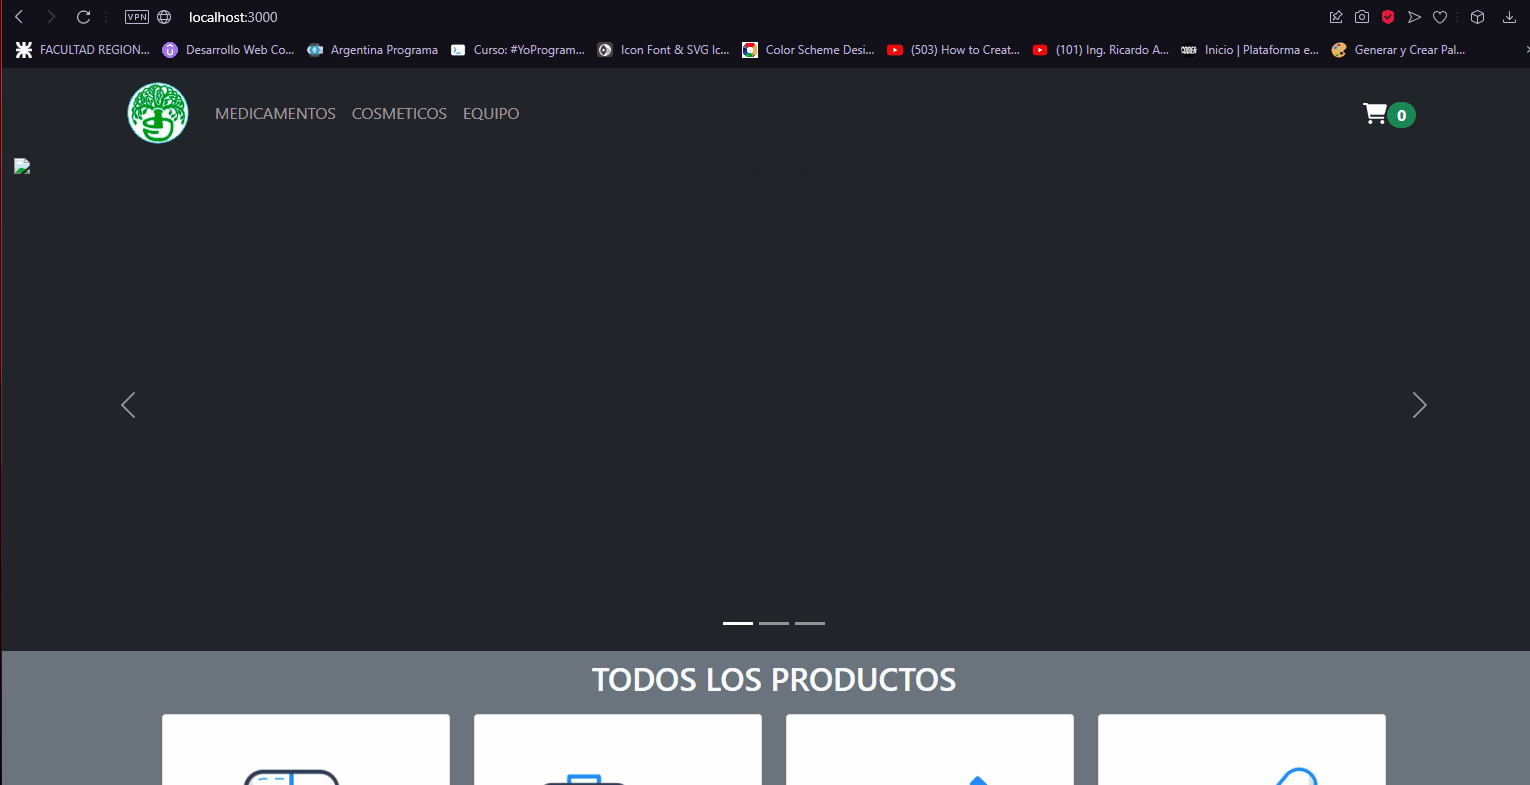 VPN localhost:3000
FACULTAD REGION... Desarrollo Web Co... Argentina Programa Curso: #YoProgram... Icon Font & SVG Ic... Color Scheme Desi... (503) How to Creat... (101) Ing. Ricardo A... CODER Inicio | Plataforma e... Generar y Crear Pal...
MEDICAMENTOS COSMETICOS EQUIPO 0
TODOS LOS PRODUCTOS